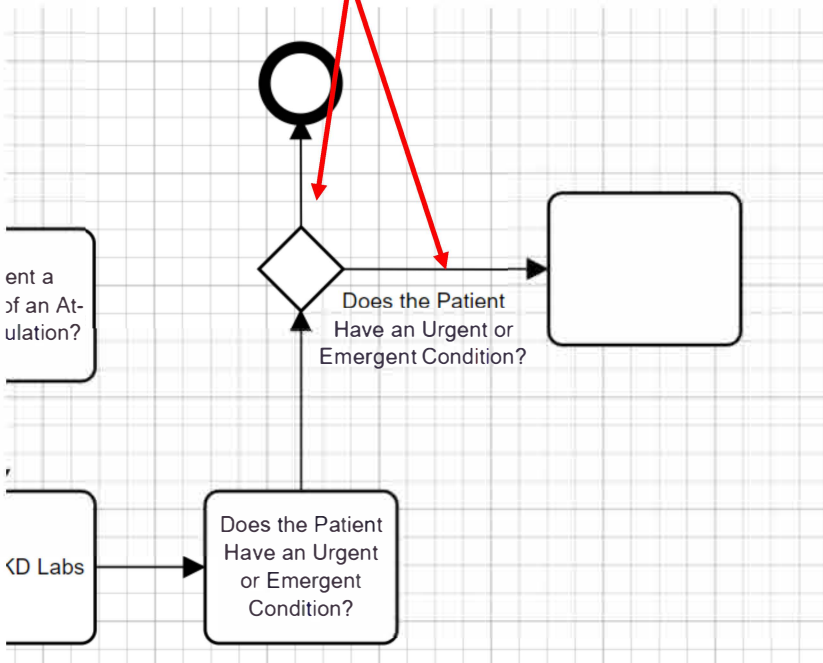 ent a
of an At-
ulation?
Does the Patient
Have an Urgent or
Emergent Condition?
KD Labs
Does the Patient
Have an Urgent
or Emergent
Condition?